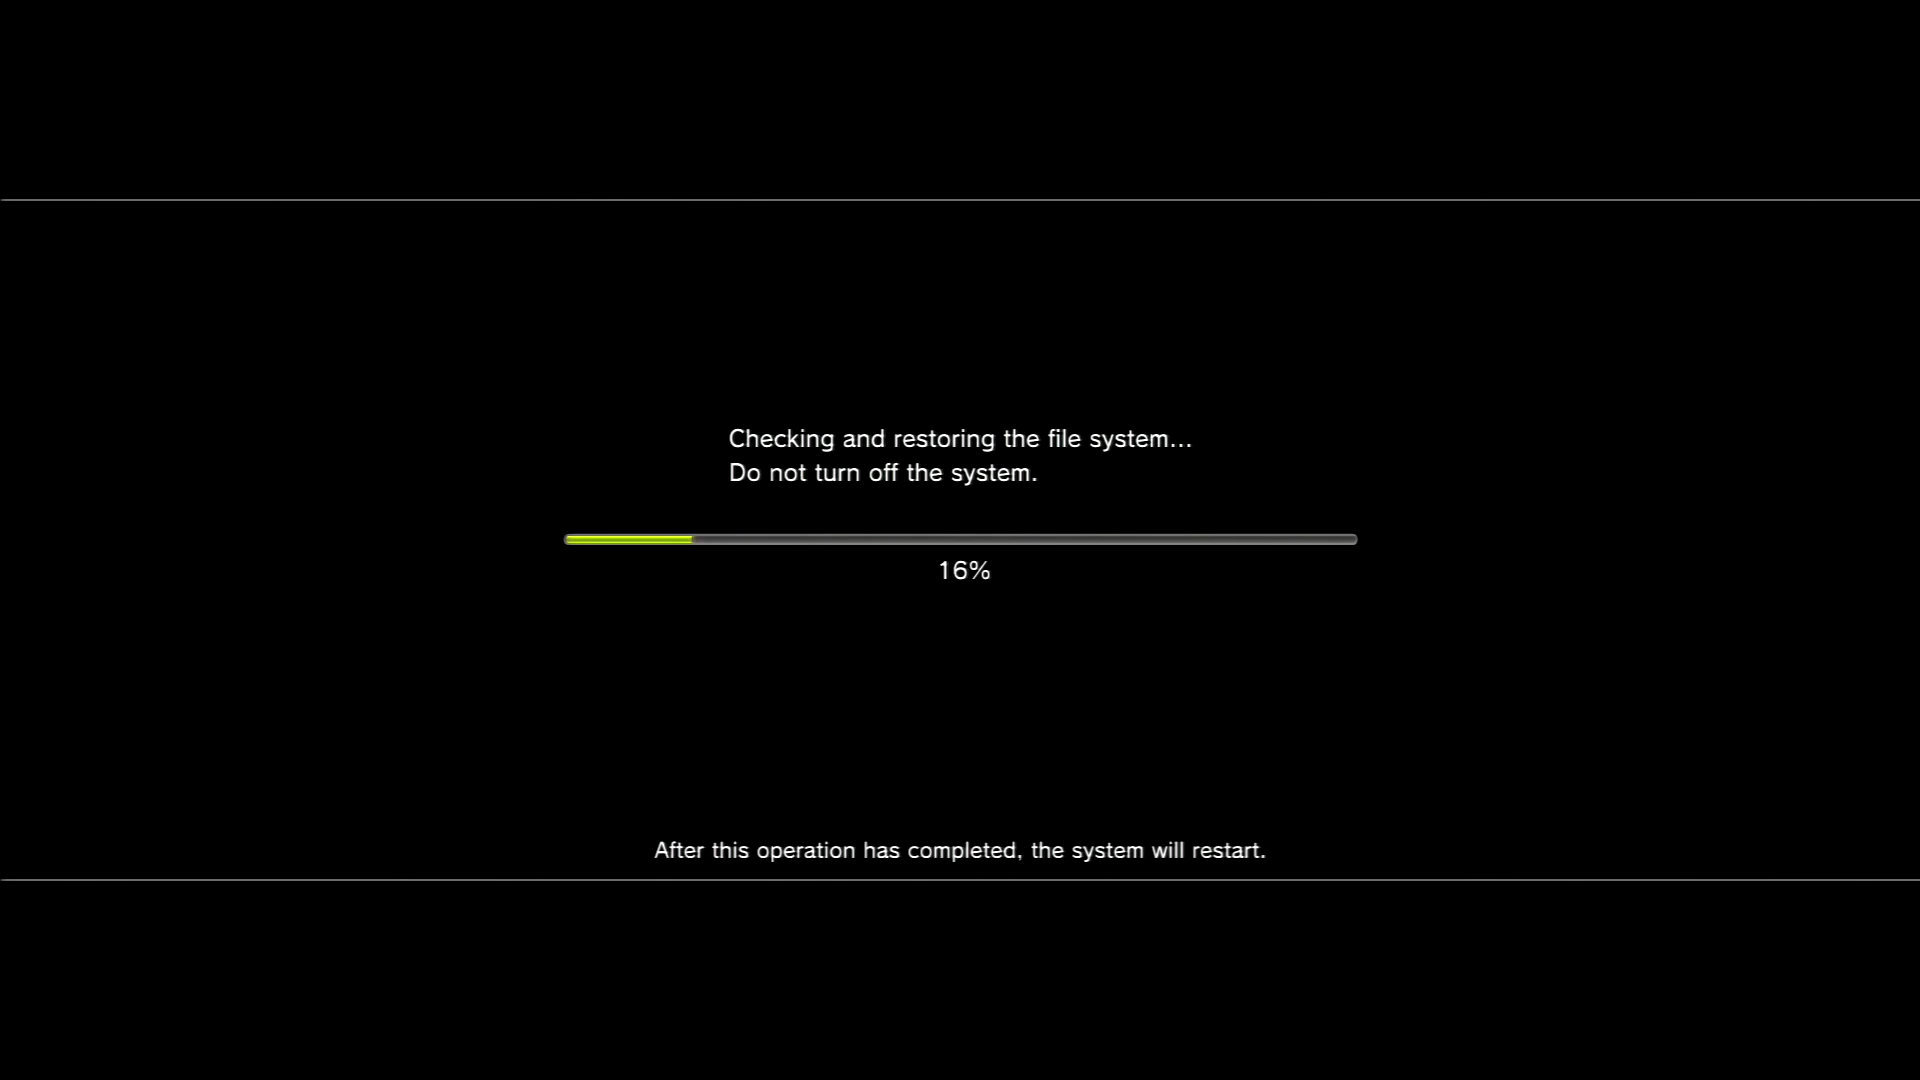 Checking and restoring the file system...
Do not turn off the system.
16%
After this operation has completed, the system will restart.